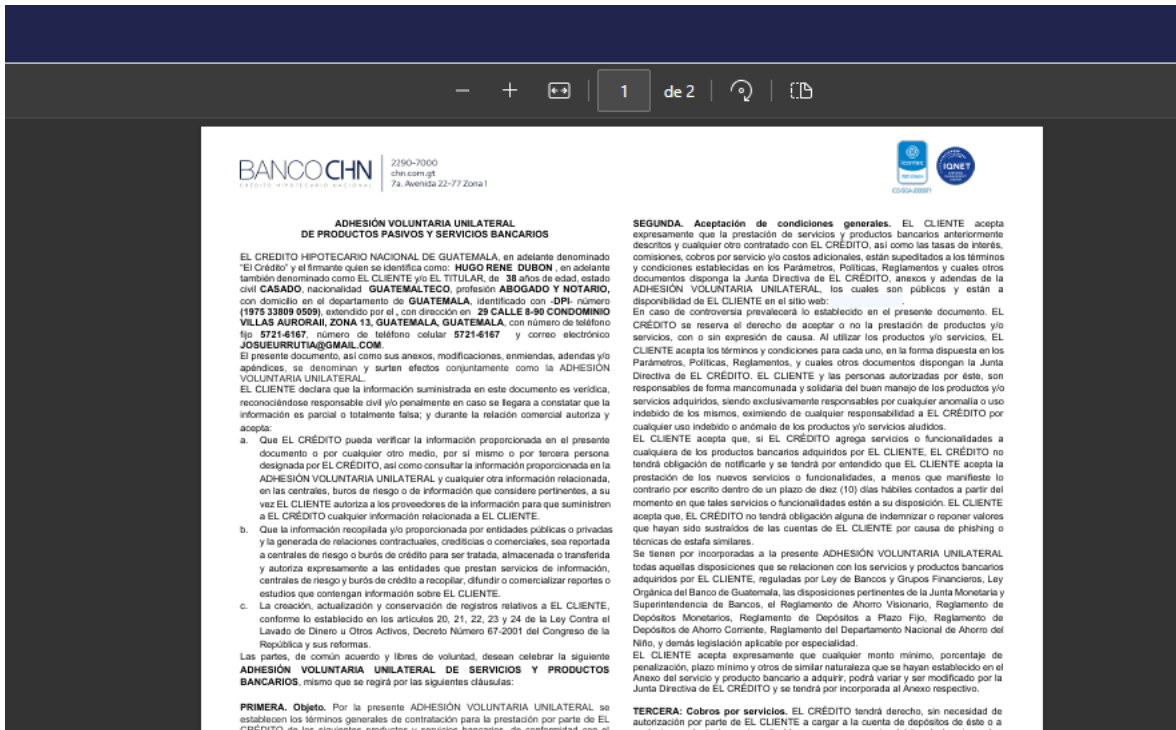 1 de 2
BANCO CHN
CRÉDITO HIPOTECARIO NACIONAL
2290-7000
chn.com.gt
7a. Avenida 22-77 Zona 1
icontec
IQNET
ADHESIÓN VOLUNTARIA UNILATERAL
DE PRODUCTOS PASIVOS Y SERVICIOS BANCARIOS
EL CREDITO HIPOTECARIO NACIONAL DE GUATEMALA, en adelante denominado
"El Crédito" y el firmante quien se identifica como: HUGO RENE DUBON , en adelante
también denominado como EL CLIENTE y/o EL TITULAR, de 38 años de edad, estado
civil CASADO, nacionalidad GUATEMALTECO, profesión ABOGADO Y NOTARIO,
con domicilio en el departamento de GUATEMALA, identificado con -DPI- número
(1975 33809 0509), extendido por el , con dirección en 29 CALLE 8-90 CONDOMINIO
VILLAS AURORAII, ZONA 13, GUATEMALA, GUATEMALA, con número de teléfono
fijo 5721-6167, número de teléfono celular 5721-6167 y correo electrónico
JOSUEURRUTIA@GMAIL.COM.
El presente documento, así como sus anexos, modificaciones, enmiendas, adendas y/o
apéndices, se denominan y surten efectos conjuntamente como la ADHESIÓN
VOLUNTARIA UNILATERAL.
EL CLIENTE declara que la información suministrada en este documento es verídica,
reconociéndose responsable civil y/o penalmente en caso se llegara a constatar que la
información es parcial o totalmente falsa; y durante la relación comercial autoriza y
acepta:
a. Que EL CRÉDITO pueda verificar la información proporcionada en el presente
documento o por cualquier otro medio, por sí mismo o por tercera persona
designada por EL CRÉDITO, así como consultar la información proporcionada en la
ADHESIÓN VOLUNTARIA UNILATERAL y cualquier otra información relacionada,
en las centrales, buros de riesgo o de información que considere pertinentes, a su
vez EL CLIENTE autoriza a los proveedores de la información para que suministren
a EL CRÉDITO cualquier información relacionada a EL CLIENTE.
b. Que la información recopilada y/o proporcionada por entidades públicas o privadas
y la generada de relaciones contractuales, crediticias o comerciales, sea reportada
a centrales de riesgo o burós de crédito para ser tratada, almacenada o transferida
y autoriza expresamente a las entidades que prestan servicios de información,
centrales de riesgo y burós de crédito a recopilar, difundir o comercializar reportes o
estudios que contengan información sobre EL CLIENTE.
c. La creación, actualización y conservación de registros relativos a EL CLIENTE,
conforme lo establecido en los artículos 20, 21, 22, 23 y 24 de la Ley Contra el
Lavado de Dinero u Otros Activos, Decreto Número 67-2001 del Congreso de la
República y sus reformas.
Las partes, de común acuerdo y libres de voluntad, desean celebrar la siguiente
ADHESIÓN VOLUNTARIA UNILATERAL DE SERVICIOS Y PRODUCTOS
BANCARIOS, mismo que se regirá por las siguientes cláusulas:
PRIMERA. Objeto. Por la presente ADHESIÓN VOLUNTARIA UNILATERAL se
establecen los términos generales de contratación para la prestación por parte de EL
CRÉDITO de los siguientes productos y servicios bancarios, de conformidad con el
SEGUNDA. Aceptación de condiciones generales. EL CLIENTE acepta
expresamente que la prestación de servicios y productos bancarios anteriormente
descritos y cualquier otro contratado con EL CRÉDITO, así como las tasas de interés,
comisiones, cobros por servicio y/o costos adicionales, están supeditados a los términos
y condiciones establecidas en los Parámetros, Políticas, Reglamentos y cuales otros
documentos disponga la Junta Directiva de EL CRÉDITO, anexos y adendas de la
ADHESIÓN VOLUNTARIA UNILATERAL, los cuales son públicos y están a
disponibilidad de EL CLIENTE en el sitio web: .
En caso de controversia prevalecerá lo establecido en el presente documento. EL
CRÉDITO se reserva el derecho de aceptar o no la prestación de productos y/o
servicios, con o sin expresión de causa. Al utilizar los productos y/o servicios, EL
CLIENTE acepta los términos y condiciones para cada uno, en la forma dispuesta en los
Parámetros, Políticas, Reglamentos, y cuales otros documentos dispongan la Junta
Directiva de EL CRÉDITO. EL CLIENTE y las personas autorizadas por éste, son
responsables de forma mancomunada y solidaria del buen manejo de los productos y/o
servicios adquiridos, siendo exclusivamente responsables por cualquier anomalía o uso
indebido de los mismos, eximiendo de cualquier responsabilidad a EL CRÉDITO por
cualquier uso indebido o anómalo de los productos y/o servicios aludidos.
EL CLIENTE acepta que, si EL CRÉDITO agrega servicios o funcionalidades a
cualquiera de los productos bancarios adquiridos por EL CLIENTE, EL CRÉDITO no
tendrá obligación de notificarle y se tendrá por entendido que EL CLIENTE acepta la
prestación de los nuevos servicios o funcionalidades, a menos que manifieste lo
contrario por escrito dentro de un plazo de diez (10) días hábiles contados a partir del
momento en que tales servicios o funcionalidades estén a su disposición. EL CLIENTE
acepta que, EL CRÉDITO no tendrá obligación alguna de indemnizar o reponer valores
que hayan sido sustraídos de las cuentas de EL CLIENTE por causa de phishing o
técnicas de estafa similares.
Se tienen por incorporadas a la presente ADHESIÓN VOLUNTARIA UNILATERAL
todas aquellas disposiciones que se relacionen con los servicios y productos bancarios
adquiridos por EL CLIENTE, reguladas por Ley de Bancos y Grupos Financieros, Ley
Orgánica del Banco de Guatemala, las disposiciones pertinentes de la Junta Monetaria y
Superintendencia de Bancos, el Reglamento de Ahorro Visionario, Reglamento de
Depósitos Monetarios, Reglamento de Depósitos a Plazo Fijo, Reglamento de
Depósitos de Ahorro Corriente, Reglamento del Departamento Nacional de Ahorro del
Niño, y demás legislación aplicable por especialidad.
EL CLIENTE acepta expresamente que cualquier monto mínimo, porcentaje de
penalización, plazo mínimo y otros de similar naturaleza que se hayan establecido en el
Anexo del servicio y producto bancario a adquirir, podrá variar y ser modificado por la
Junta Directiva de EL CRÉDITO y se tendrá por incorporada al Anexo respectivo.
TERCERA: Cobros por servicios. EL CRÉDITO tendrá derecho, sin necesidad de
autorización por parte de EL CLIENTE a cargar a la cuenta de depósitos de éste o a